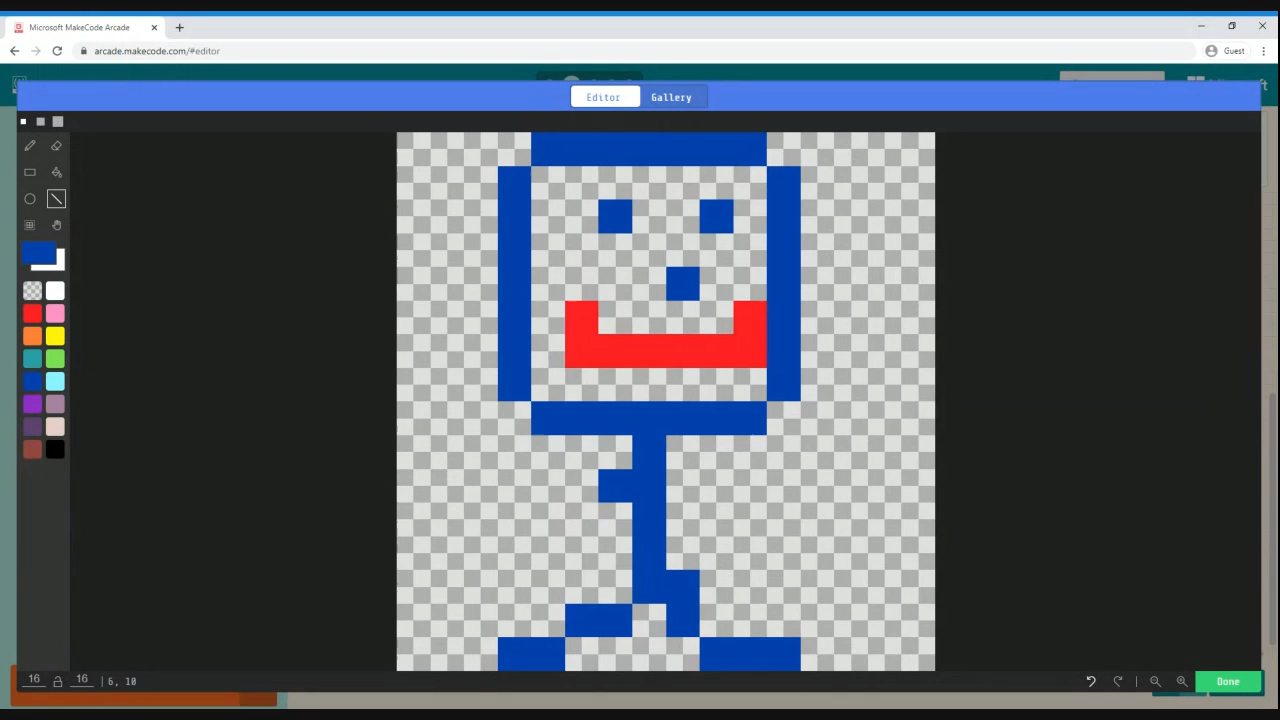 Microsoft MakeCode Arcade
arcade.makecode.com/#editor
Guest
Editor
Gallery
16
16
6, 10
Done